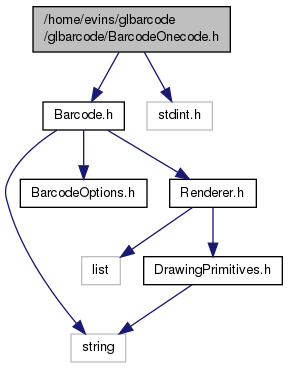 /home/evins/glbarcode
/glbarcode/BarcodeOnecode.h
Barcode.h
stdint.h
BarcodeOptions.h
Renderer.h
list
DrawingPrimitives.h
string